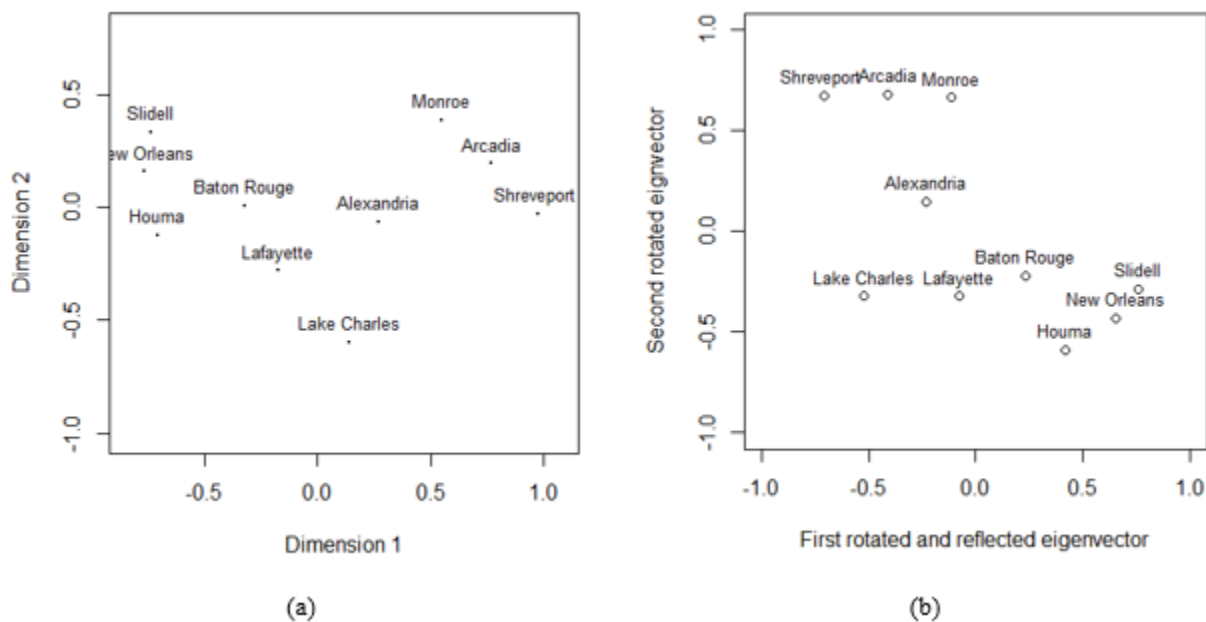 Slidell
ew Orleans
Houma
Baton Rouge
Lafayette
Lake Charles
Alexandria
Monroe
Arcadia
Shreveport
Dimension 2
0.5
0.0
-0.5
-1.0
-0.5
0.0
0.5
1.0
Dimension 1
(a)
Shreveport
Arcadia
Monroe
Alexandria
Baton Rouge
Lake Charles
Lafayette
Slidell
New Orleans
Houma
Second rotated eignvector
1.0
0.5
0.0
-0.5
-1.0
-1.0
-0.5
0.0
0.5
1.0
First rotated and reflected eigenvector
(b)